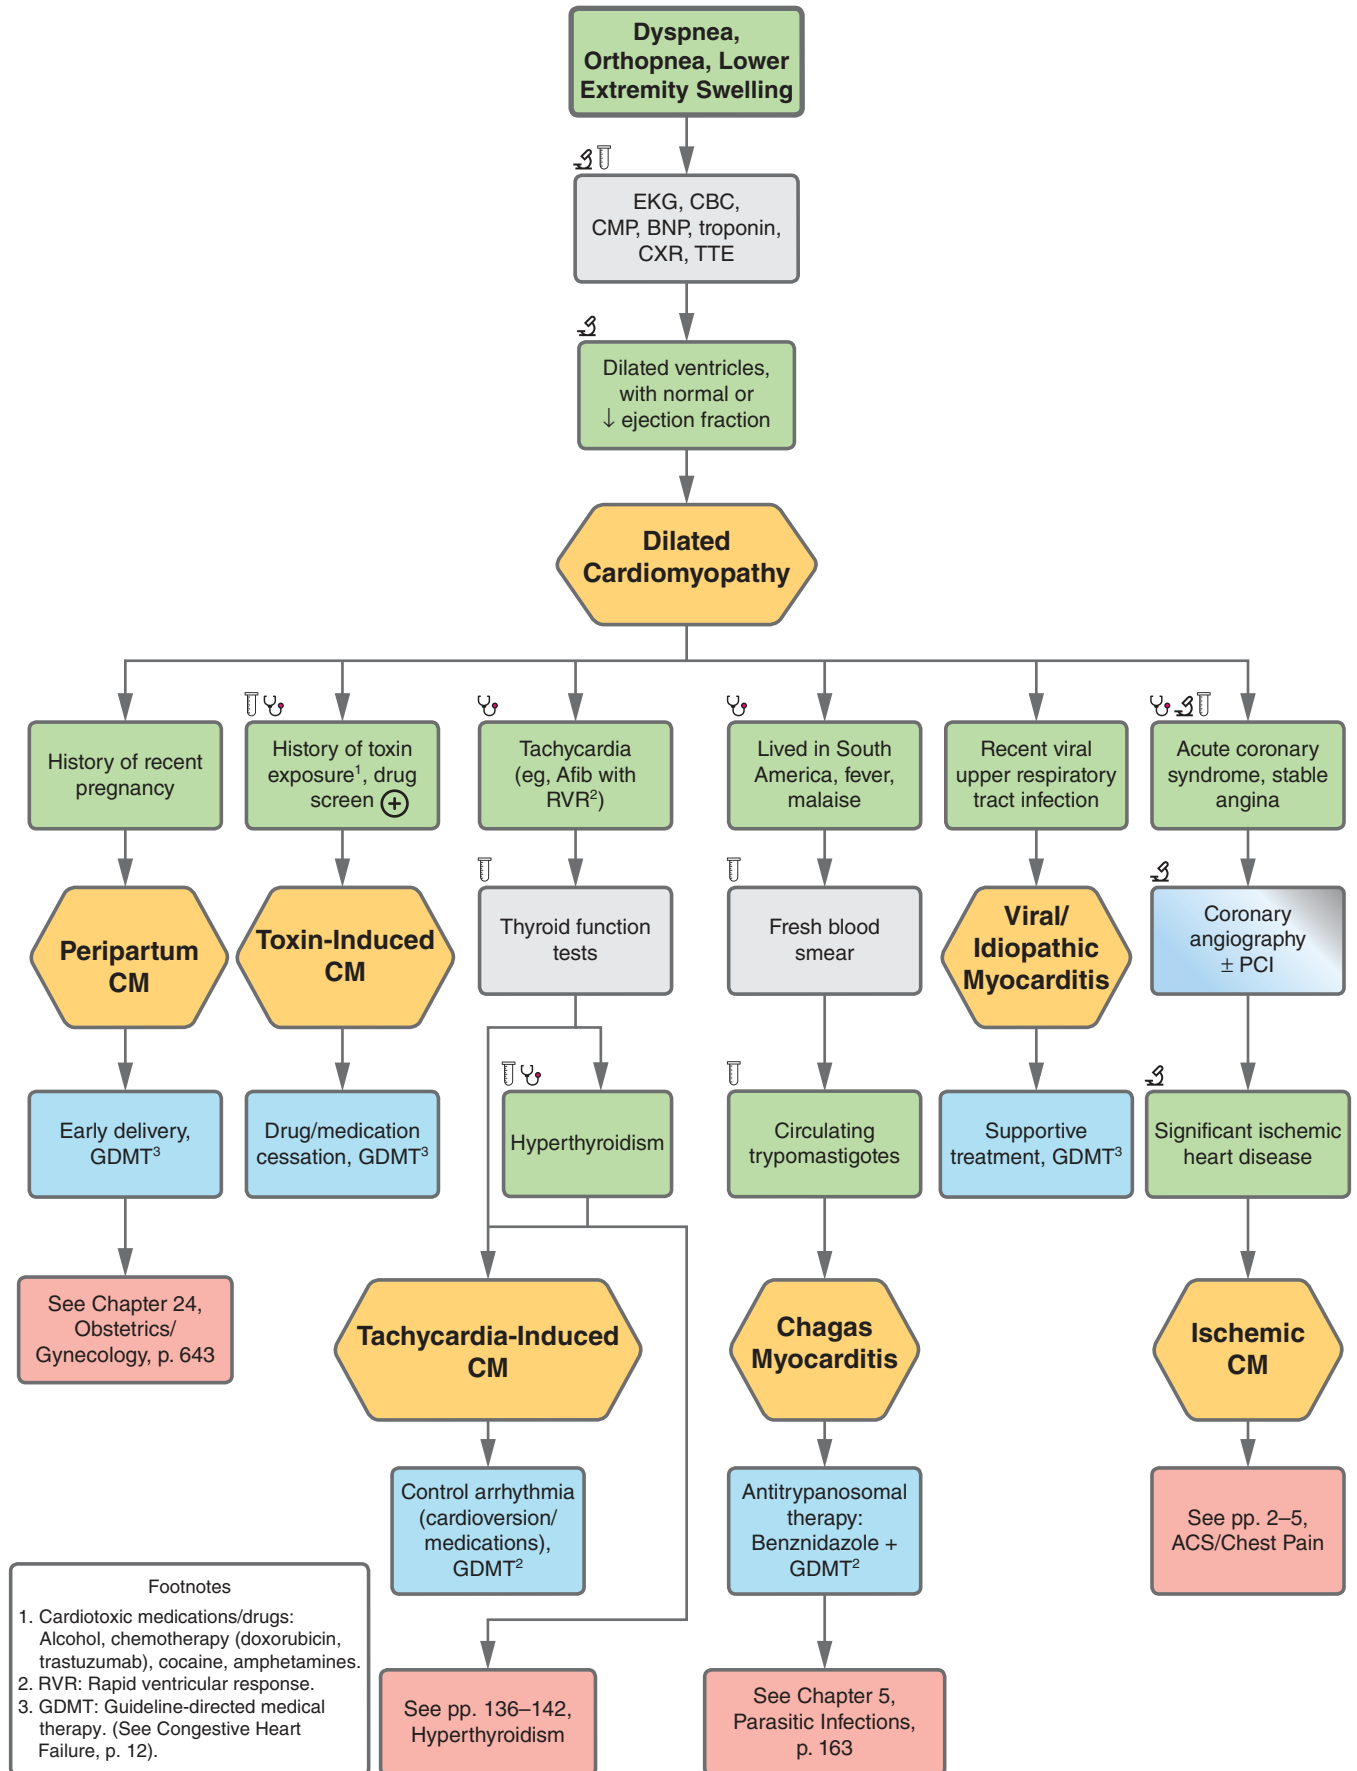 Dyspnea,
Orthopnea, Lower
Extremity Swelling
EKG, CBC,
CMP, BNP, troponin,
CXR, TTE
Dilated ventricles,
with normal or
↓ ejection fraction
Dilated
Cardiomyopathy
History of recent
pregnancy
History of toxin
exposure¹, drug
screen ⊕
Tachycardia
(eg, Afib with
RVR²)
Lived in South
America, fever,
malaise
Recent viral
upper respiratory
tract infection
Acute coronary
syndrome, stable
angina
Peripartum
CM
Toxin-Induced
CM
Thyroid function
tests
Fresh blood
smear
Viral/
Idiopathic
Myocarditis
Coronary
angiography
± PCI
Early delivery,
GDMT³
Drug/medication
cessation, GDMT³
Hyperthyroidism
Circulating
trypomastigotes
Supportive
treatment, GDMT³
Significant ischemic
heart disease
See Chapter 24,
Obstetrics/
Gynecology, p. 643
Tachycardia-Induced
CM
Chagas
Myocarditis
Ischemic
CM
Control arrhythmia
(cardioversion/
medications),
GDMT²
Antitrypanosomal
therapy:
Benznidazole +
GDMT²
See pp. 2–5,
ACS/Chest Pain
See pp. 136–142,
Hyperthyroidism
See Chapter 5,
Parasitic Infections,
p. 163
Footnotes
1. Cardiotoxic medications/drugs:
Alcohol, chemotherapy (doxorubicin,
trastuzumab), cocaine, amphetamines.
2. RVR: Rapid ventricular response.
3. GDMT: Guideline-directed medical
therapy. (See Congestive Heart
Failure, p. 12).